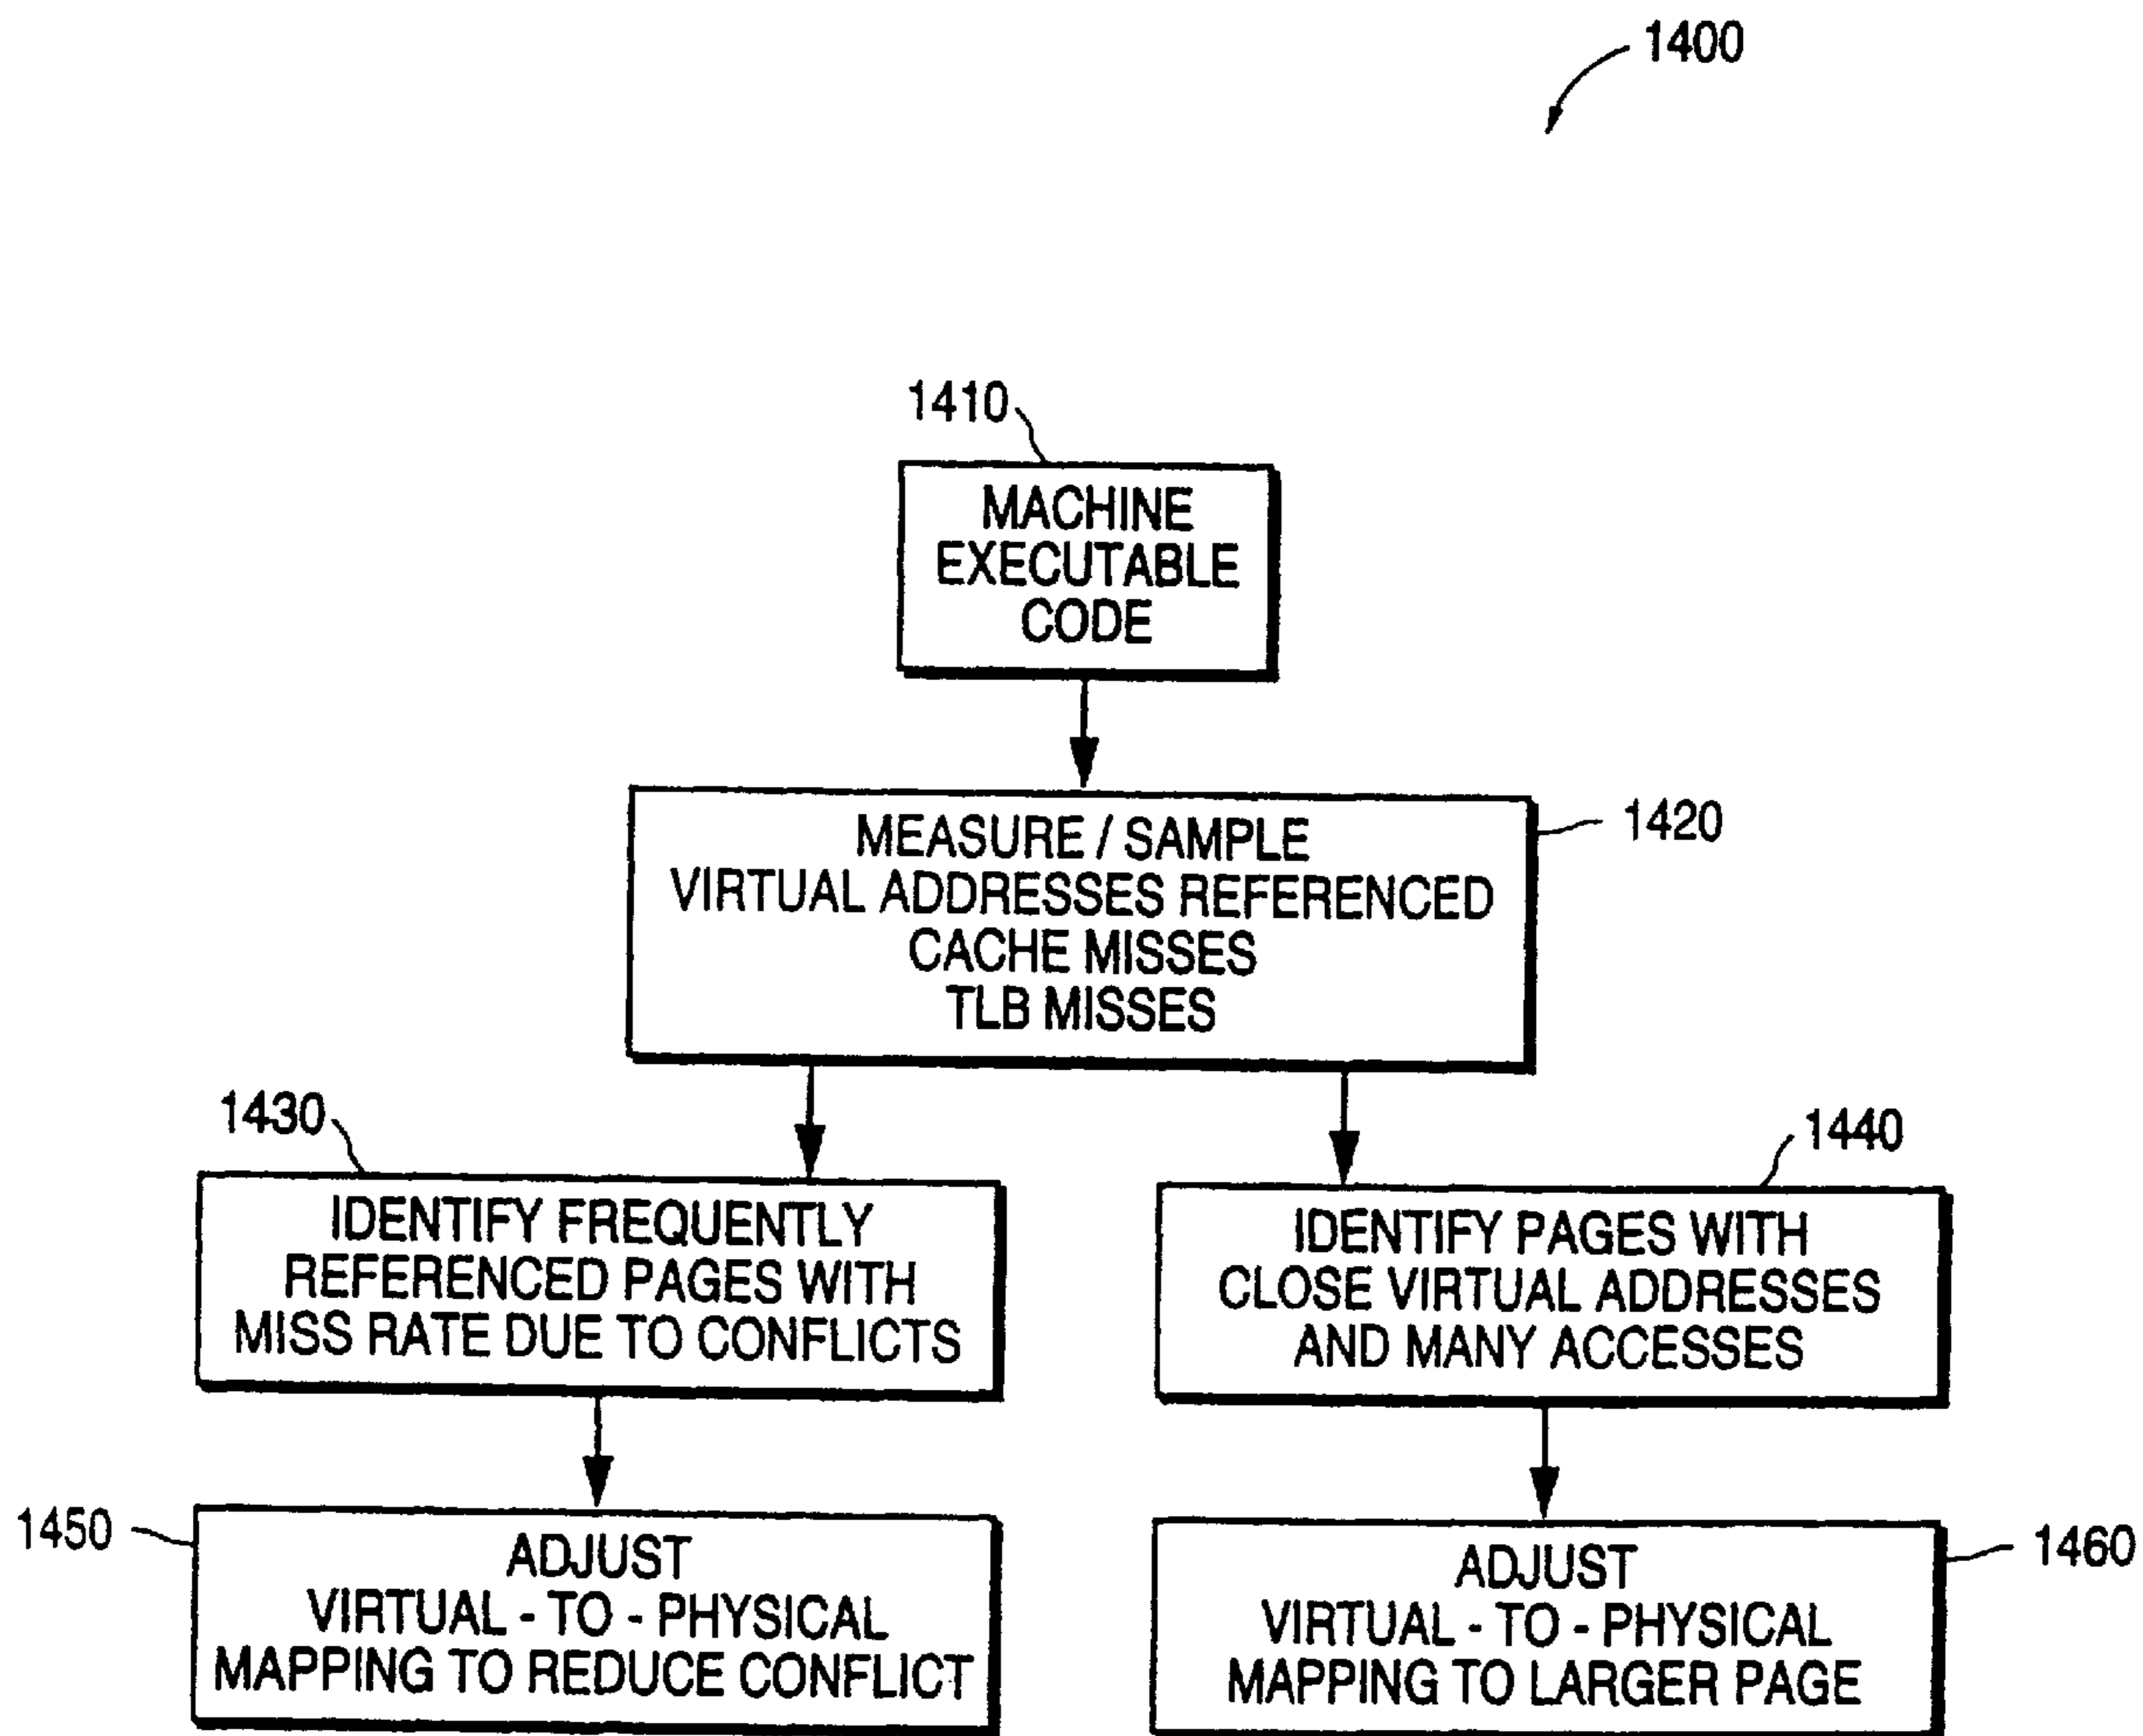 1400
1410
MACHINE
EXECUTABLE
CODE
1420
MEASURE / SAMPLE
VIRTUAL ADDRESSES REFERENCED
CACHE MISSES
TLB MISSES
1430
IDENTIFY FREQUENTLY
REFERENCED PAGES WITH
MISS RATE DUE TO CONFLICTS
1440
IDENTIFY PAGES WITH
CLOSE VIRTUAL ADDRESSES
AND MANY ACCESSES
1450
ADJUST
VIRTUAL - TO - PHYSICAL
MAPPING TO REDUCE CONFLICT
1460
ADJUST
VIRTUAL - TO - PHYSICAL
MAPPING TO LARGER PAGE